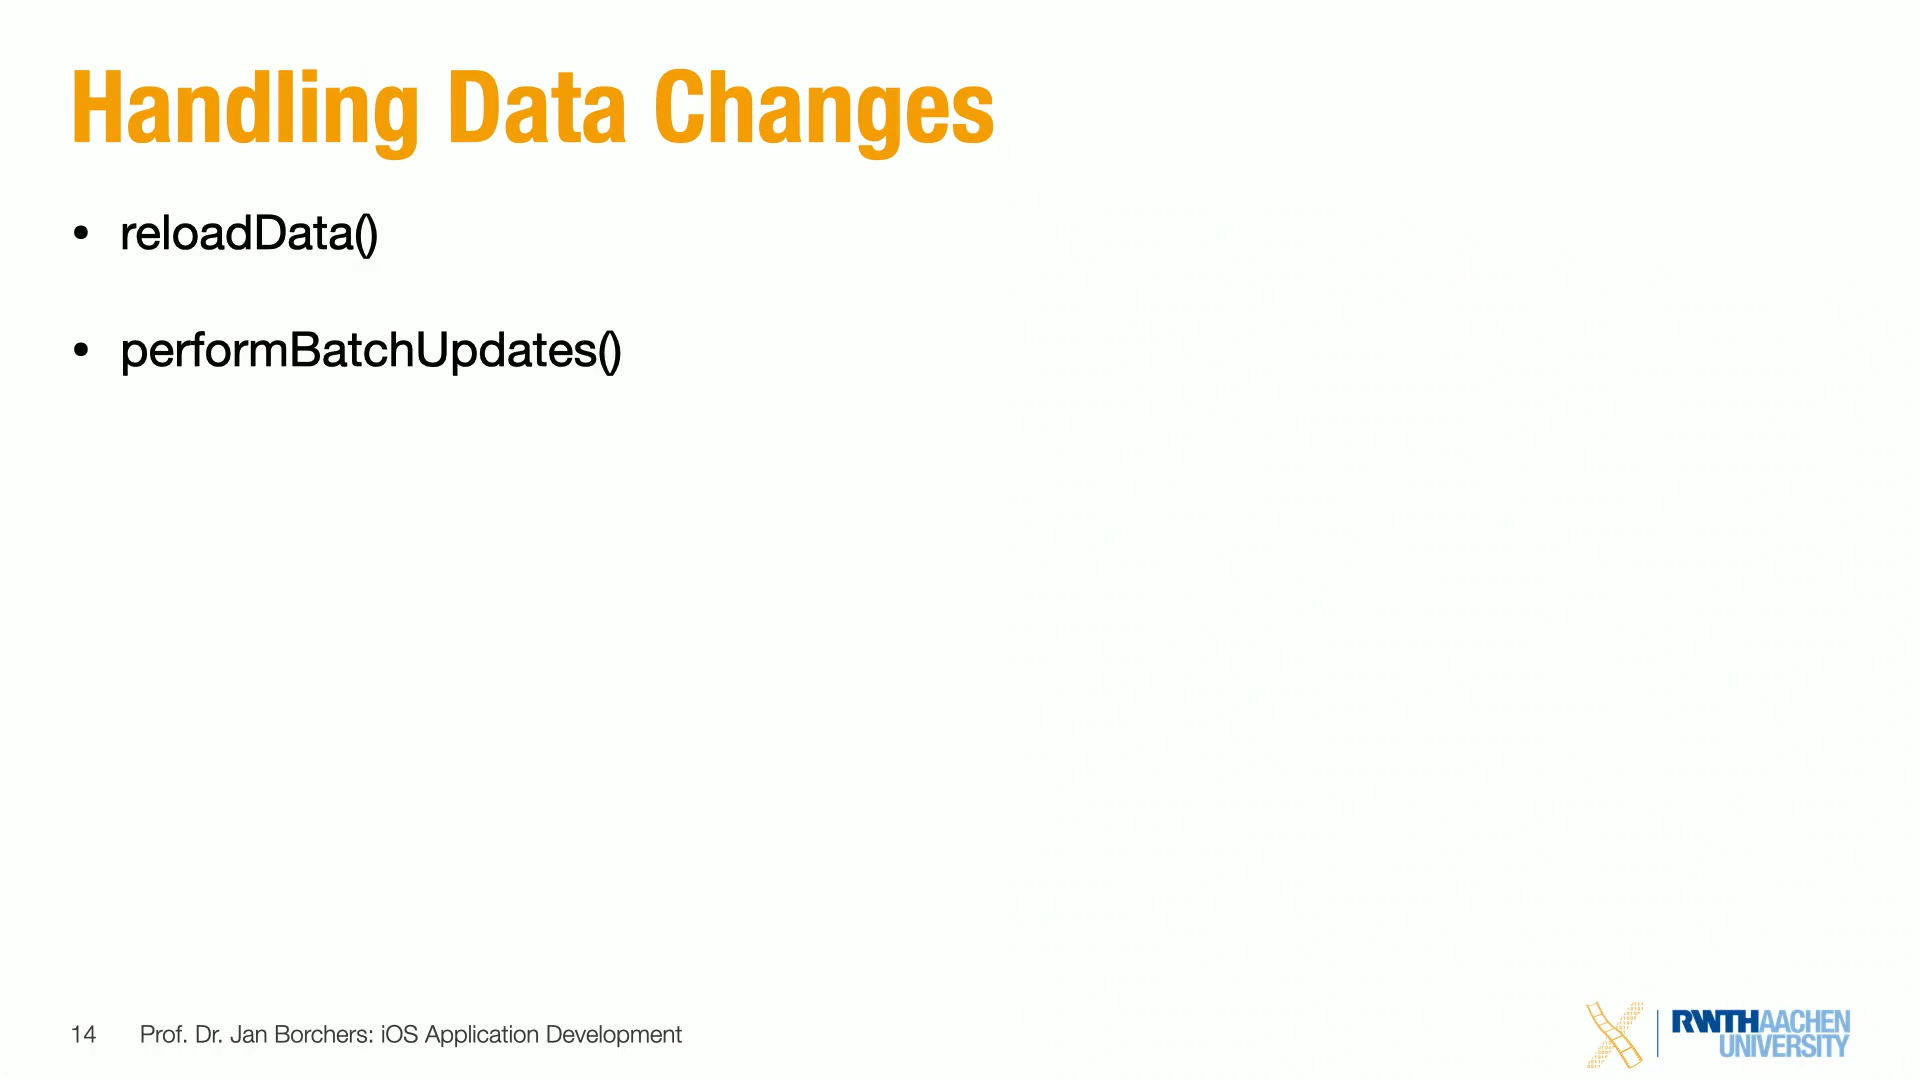 Handling Data Changes
• reloadData()
• performBatchUpdates()
14 Prof. Dr. Jan Borchers: iOS Application Development
RWTHAACHEN
UNIVERSITY